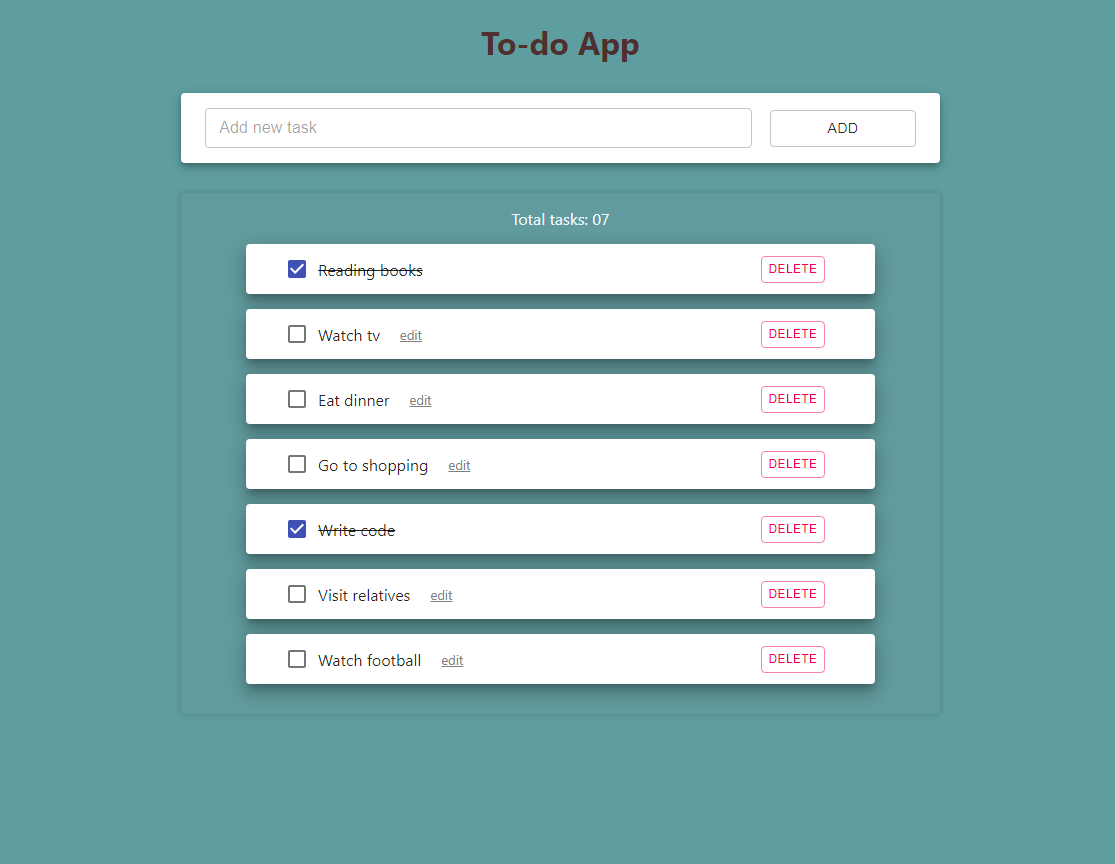 To-do App
Add new task ADD
Total tasks: 07
Reading books DELETE
Watch tv edit DELETE
Eat dinner edit DELETE
Go to shopping edit DELETE
Write code DELETE
Visit relatives edit DELETE
Watch football edit DELETE